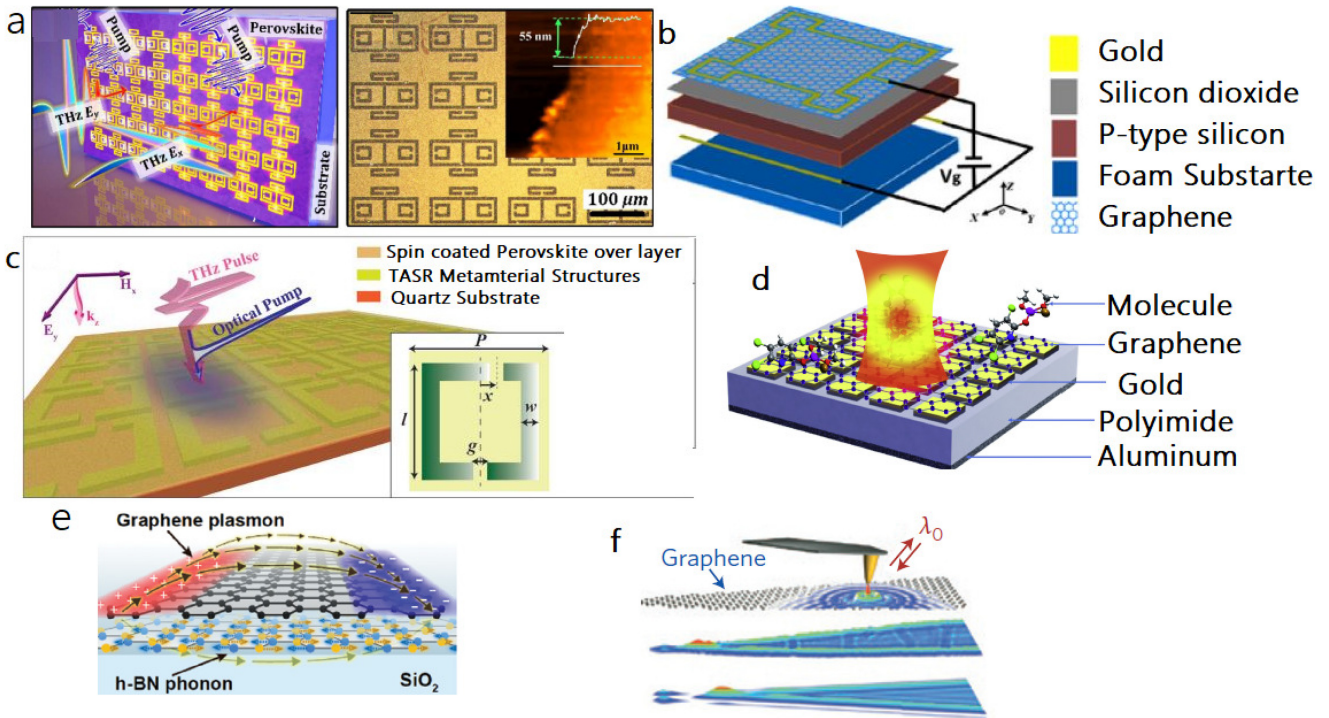 a
Pump
Pump
Perovskite
THz Ey
THz Ex
Substrate
55 nm
1μm
100 μm
b
Vg
Z
X
o
Y
Gold
Silicon dioxide
P-type silicon
Foam Substarte
Graphene
c
THz Pulse
Optical Pump
Hx
Ey
kz
Spin coated Perovskite over layer
TASR Metamterial Structures
Quartz Substrate
P
x
w
l
g
d
Molecule
Graphene
Gold
Polyimide
Aluminum
e
Graphene plasmon
h-BN phonon
SiO2
f
Graphene
λ0